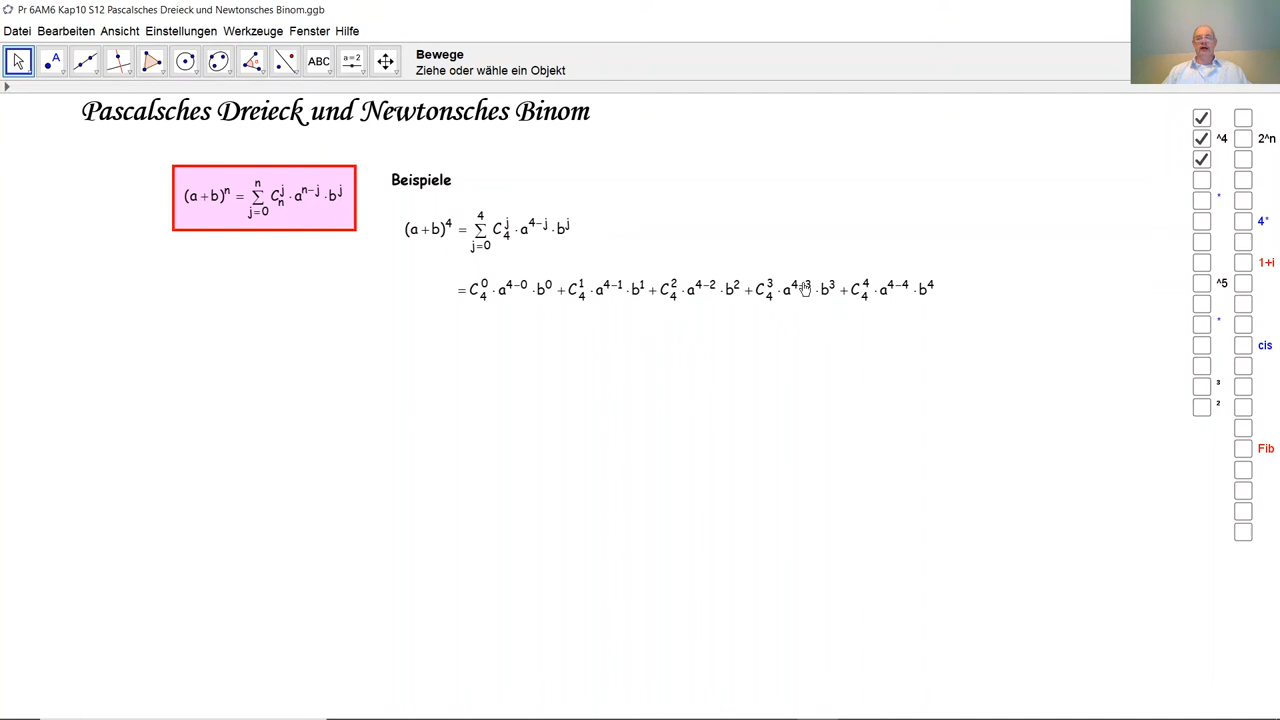 Pr 6AM6 Kap10 S12 Pascalsches Dreieck und Newtonsches Binom.ggb
Datei Bearbeiten Ansicht Einstellungen Werkzeuge Fenster Hilfe
A
ABC
a=2
Bewege
Ziehe oder wähle ein Objekt
Pascalsches Dreieck und Newtonsches Binom
(a+b)^n = ∑_{j=0}^{n} C_n^j · a^{n−j} · b^j
Beispiele
(a+b)^4 = ∑_{j=0}^{4} C_4^j · a^{4−j} · b^j
= C_4^0 · a^{4−0} · b^0 + C_4^1 · a^{4−1} · b^1 + C_4^2 · a^{4−2} · b^2 + C_4^3 · a^{4−3} · b^3 + C_4^4 · a^{4−4} · b^4
^4 2^n
*
4*
1+i
^5
*
cis
3
2
Fib